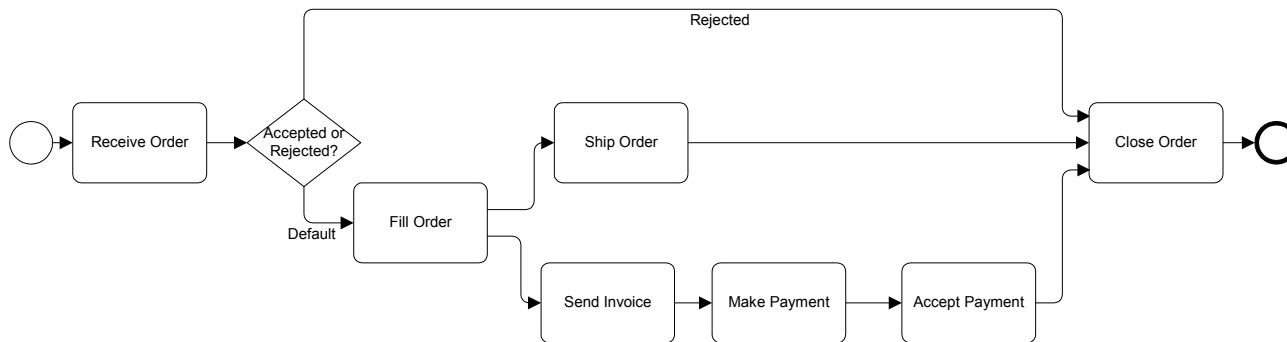 Rejected
Receive Order
Accepted or
Rejected?
Ship Order
Close Order
Default
Fill Order
Send Invoice
Make Payment
Accept Payment